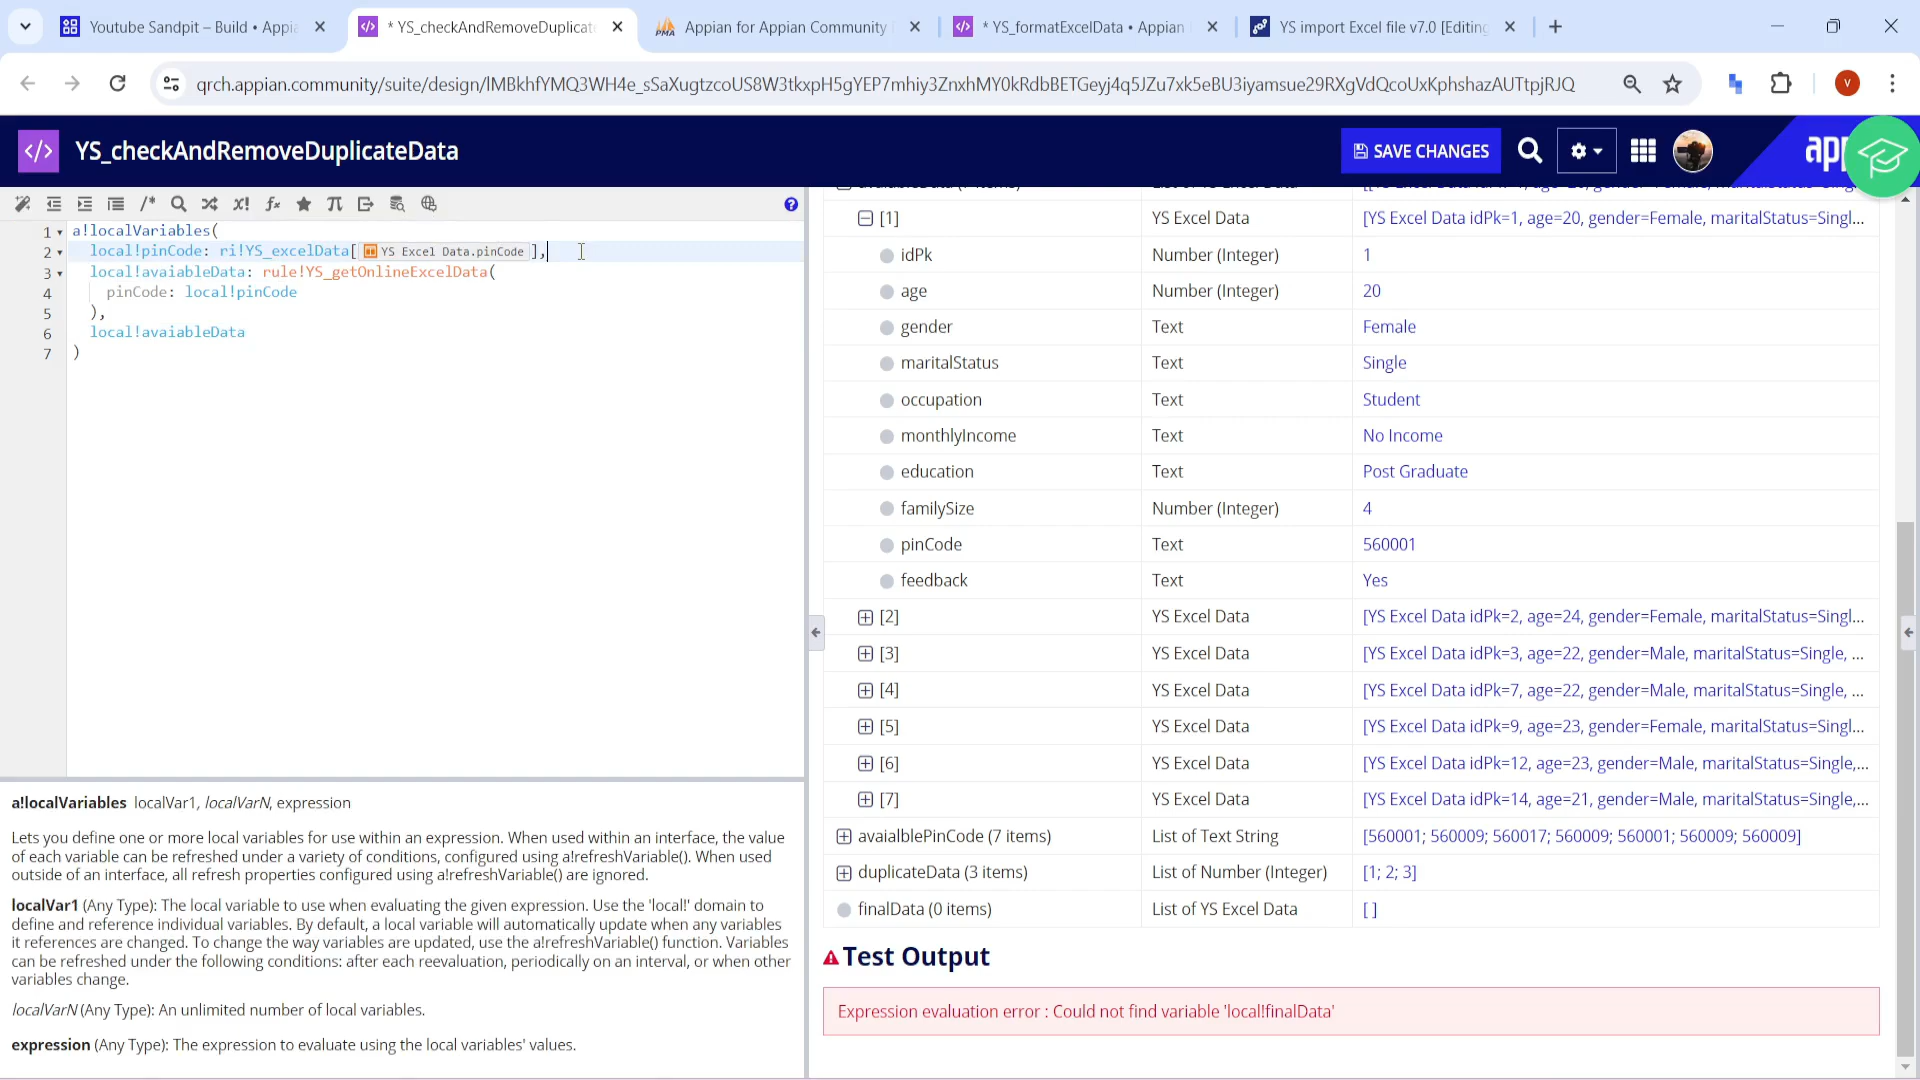 Youtube Sandpit – Build • Appia
* YS_checkAndRemoveDuplicate
Appian for Appian Community
* YS_formatExcelData • Appian
YS import Excel file v7.0 [Editing
qrch.appian.community/suite/design/lMBkhfYMQ3WH4e_sSaXugtzcoUS8W3tkxpH5gYEP7mhiy3ZnxhMY0kRdbBETGeyj4q5JZu7xk5eBU3iyamsue29RXgVdQcoUxKphshazAUTtpjRJQ
V
YS_checkAndRemoveDuplicateData
SAVE CHANGES
1 a!localVariables(
2 local!pinCode: ri!YS_excelData[ YS Excel Data.pinCode ],
3 local!avaiableData: rule!YS_getOnlineExcelData(
4 pinCode: local!pinCode
5 ),
6 local!avaiableData
7 )
[1] YS Excel Data [YS Excel Data idPk=1, age=20, gender=Female, maritalStatus=Singl...
idPk Number (Integer) 1
age Number (Integer) 20
gender Text Female
maritalStatus Text Single
occupation Text Student
monthlyIncome Text No Income
education Text Post Graduate
familySize Number (Integer) 4
pinCode Text 560001
feedback Text Yes
[2] YS Excel Data [YS Excel Data idPk=2, age=24, gender=Female, maritalStatus=Singl...
[3] YS Excel Data [YS Excel Data idPk=3, age=22, gender=Male, maritalStatus=Single, ...
[4] YS Excel Data [YS Excel Data idPk=7, age=22, gender=Male, maritalStatus=Single, ...
[5] YS Excel Data [YS Excel Data idPk=9, age=23, gender=Female, maritalStatus=Singl...
[6] YS Excel Data [YS Excel Data idPk=12, age=23, gender=Male, maritalStatus=Single,...
[7] YS Excel Data [YS Excel Data idPk=14, age=21, gender=Male, maritalStatus=Single,...
avaialblePinCode (7 items) List of Text String [560001; 560009; 560017; 560009; 560001; 560009; 560009]
duplicateData (3 items) List of Number (Integer) [1; 2; 3]
finalData (0 items) List of YS Excel Data [ ]
Test Output
Expression evaluation error : Could not find variable 'local!finalData'
a!localVariables localVar1, localVarN, expression
Lets you define one or more local variables for use within an expression. When used within an interface, the value
of each variable can be refreshed under a variety of conditions, configured using a!refreshVariable(). When used
outside of an interface, all refresh properties configured using a!refreshVariable() are ignored.
localVar1 (Any Type): The local variable to use when evaluating the given expression. Use the 'local!' domain to
define and reference individual variables. By default, a local variable will automatically update when any variables
it references are changed. To change the way variables are updated, use the a!refreshVariable() function. Variables
can be refreshed under the following conditions: after each reevaluation, periodically on an interval, or when other
variables change.
localVarN (Any Type): An unlimited number of local variables.
expression (Any Type): The expression to evaluate using the local variables' values.